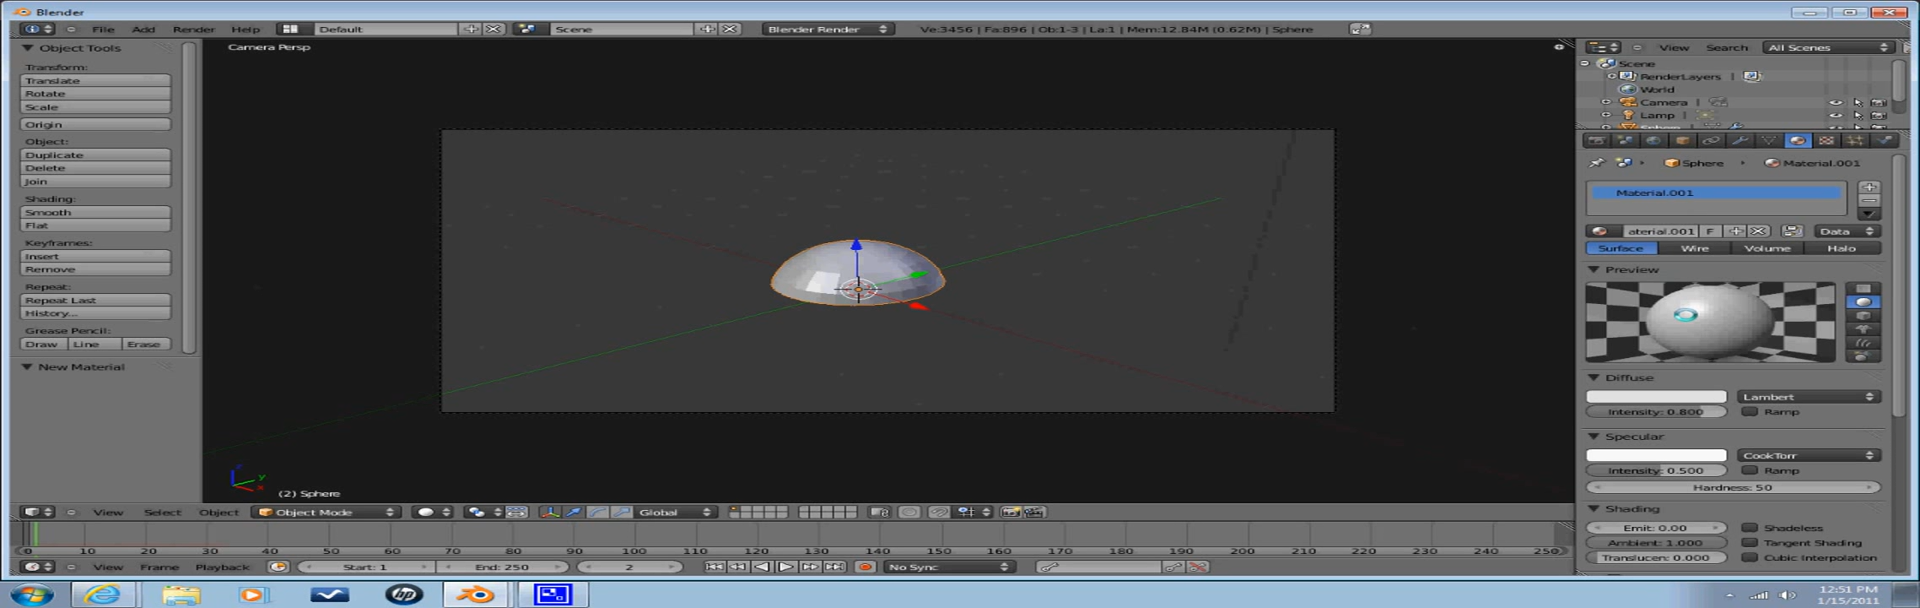 Blender
File Add Render Help Default Scene Blender Render Ve:3456 | Fa:896 | Ob:1-3 | La:1 | Mem:12.84M (0.62M) | Sphere
Object Tools
Transform:
Translate
Rotate
Scale
Origin
Object:
Duplicate
Delete
Join
Shading:
Smooth
Flat
Keyframes:
Insert
Remove
Repeat:
Repeat Last
History...
Grease Pencil:
Draw Line Erase
New Material
Camera Persp
z y x
(2) Sphere
View Select Object Object Mode Global
0 10 20 30 40 50 60 70 80 90 100 110 120 130 140 150 160 170 180 190 200 210 220 230 240 250
View Frame Playback Start: 1 End: 250 2 No Sync
View Search All Scenes
Scene
RenderLayers |
World
Camera |
Lamp |
Sphere
Sphere Material.001
Material.001
aterial.001 F Data
Surface Wire Volume Halo
Preview
Diffuse
Lambert
Intensity: 0.800 Ramp
Specular
CookTorr
Intensity: 0.500 Ramp
Hardness: 50
Shading
Emit: 0.00 Shadeless
Ambient: 1.000 Tangent Shading
Translucen: 0.000 Cubic Interpolation
hp
12:51 PM
1/15/2011